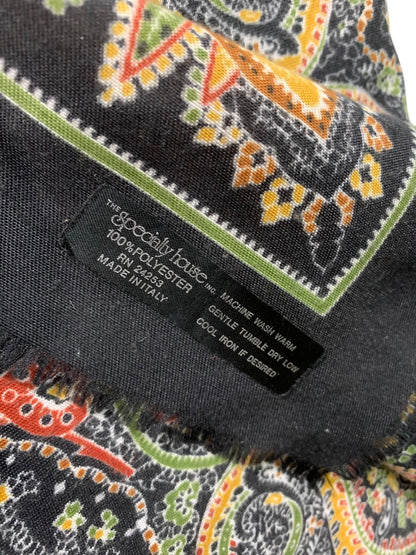 THE
specialty house INC.
100% POLYESTER
RN 24253
MADE IN ITALY
MACHINE WASH WARM
GENTLE TUMBLE DRY LOW
COOL IRON IF DESIRED